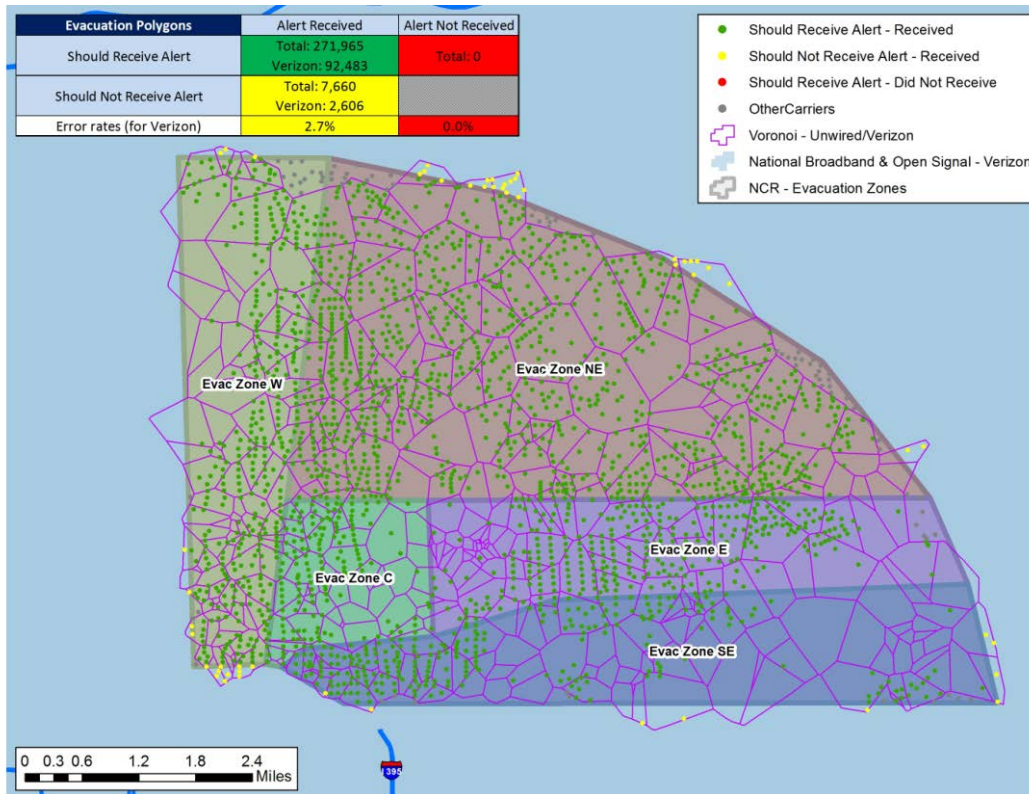 Evacuation Polygons Alert Received Alert Not Received
Should Receive Alert Total: 271,965 Total: 0
Verizon: 92,483
Should Not Receive Alert Total: 7,660
Verizon: 2,606
Error rates (for Verizon) 2.7% 0.0%
Should Receive Alert - Received
Should Not Receive Alert - Received
Should Receive Alert - Did Not Receive
OtherCarriers
Voronoi - Unwired/Verizon
National Broadband & Open Signal - Verizon
NCR - Evacuation Zones
Evac Zone W
Evac Zone NE
Evac Zone E
Evac Zone C
Evac Zone SE
0 0.3 0.6 1.2 1.8 2.4
Miles
395